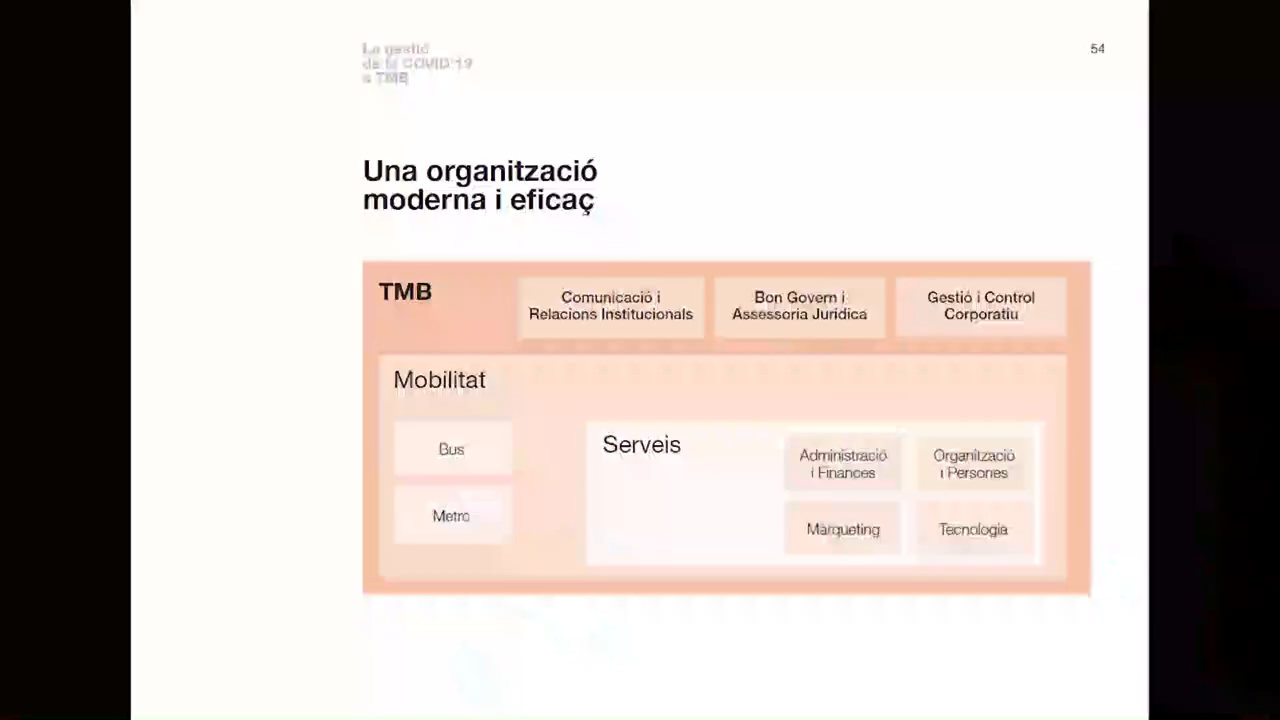 La gestió
de la COVID'19
a TMB
54
Una organització
moderna i eficaç
TMB
Comunicació i
Relacions Institucionals
Bon Govern i
Assessoria Jurídica
Gestió i Control
Corporatiu
Mobilitat
Bus
Metro
Serveis
Administració
i Finances
Organització
i Persones
Màrqueting
Tecnologia